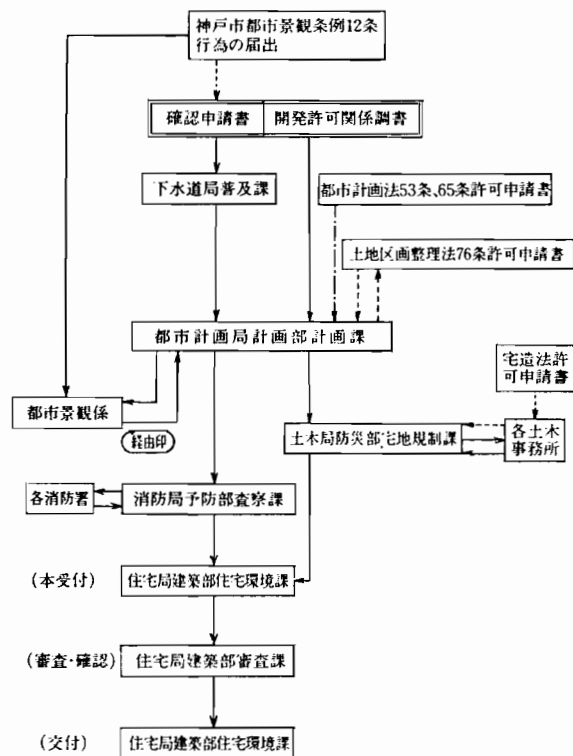 神戸市都市景観条例12条
行為の届出
確認申請書
開発許可関係調書
下水道局普及課
都市計画法53条、65条許可申請書
土地区画整理法76条許可申請書
都市計画局計画部計画課
宅造法許
可申請書
都市景観係
経由印
土木局防災部宅地規制課
各土木
事務所
各消防署
消防局予防部査察課
(本受付)
住宅局建築部住宅環境課
(審査・確認)
住宅局建築部審査課
(交付)
住宅局建築部住宅環境課